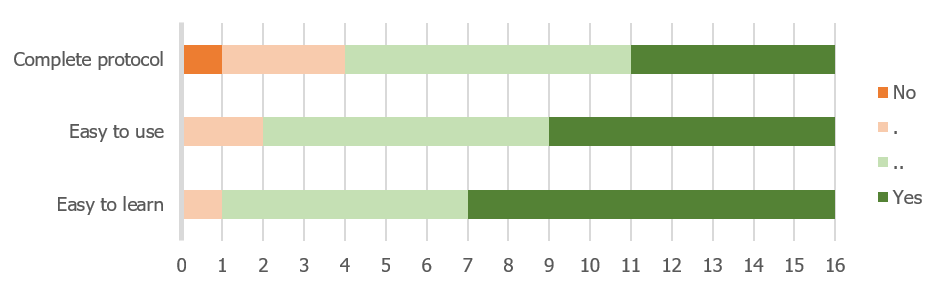 Complete protocol
Easy to use
Easy to learn
0 1 2 3 4 5 6 7 8 9 10 11 12 13 14 15 16
No
.
..
Yes